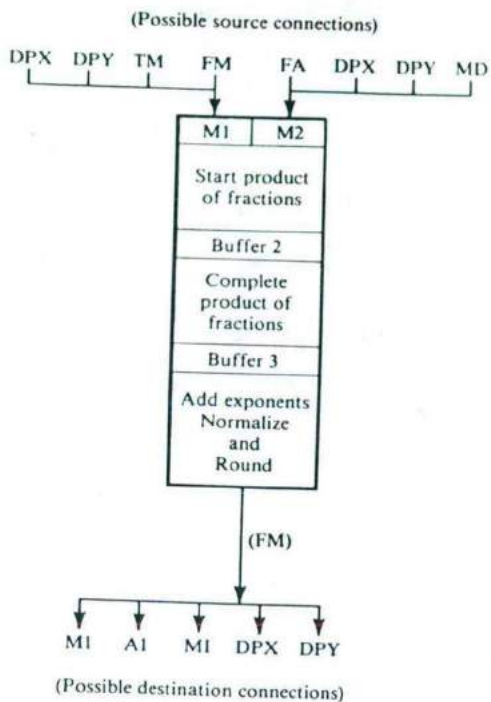 (Possible source connections)
DPX DPY TM FM FA DPX DPY MD
M1 M2
Start product
of fractions
Buffer 2
Complete
product of
fractions
Buffer 3
Add exponents
Normalize
and
Round
(FM)
M1 A1 M1 DPX DPY
(Possible destination connections)